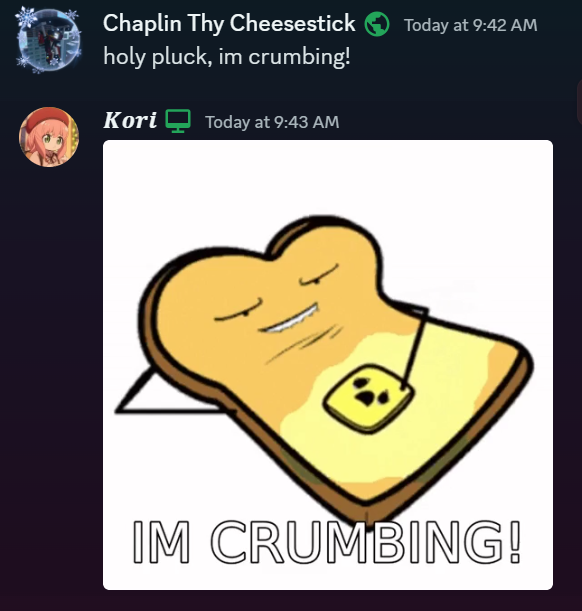 Chaplin Thy Cheesestick Today at 9:42 AM
holy pluck, im crumbing!
Kori Today at 9:43 AM
IM CRUMBING!